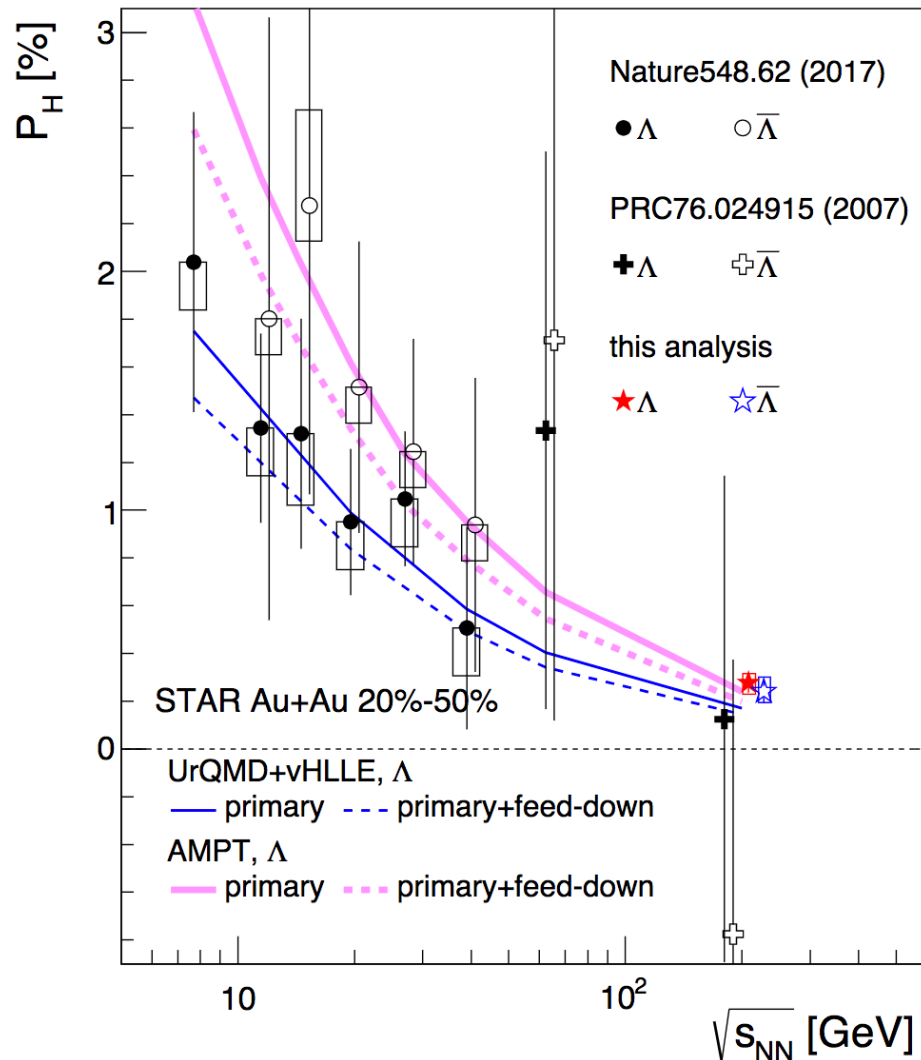 P_H [%]
3
2
1
0
Nature548.62 (2017)
Λ Λ̅
PRC76.024915 (2007)
Λ Λ̅
this analysis
Λ Λ̅
STAR Au+Au 20%-50%
UrQMD+vHLLE, Λ
primary primary+feed-down
AMPT, Λ
primary primary+feed-down
10 10²
√s_NN [GeV]